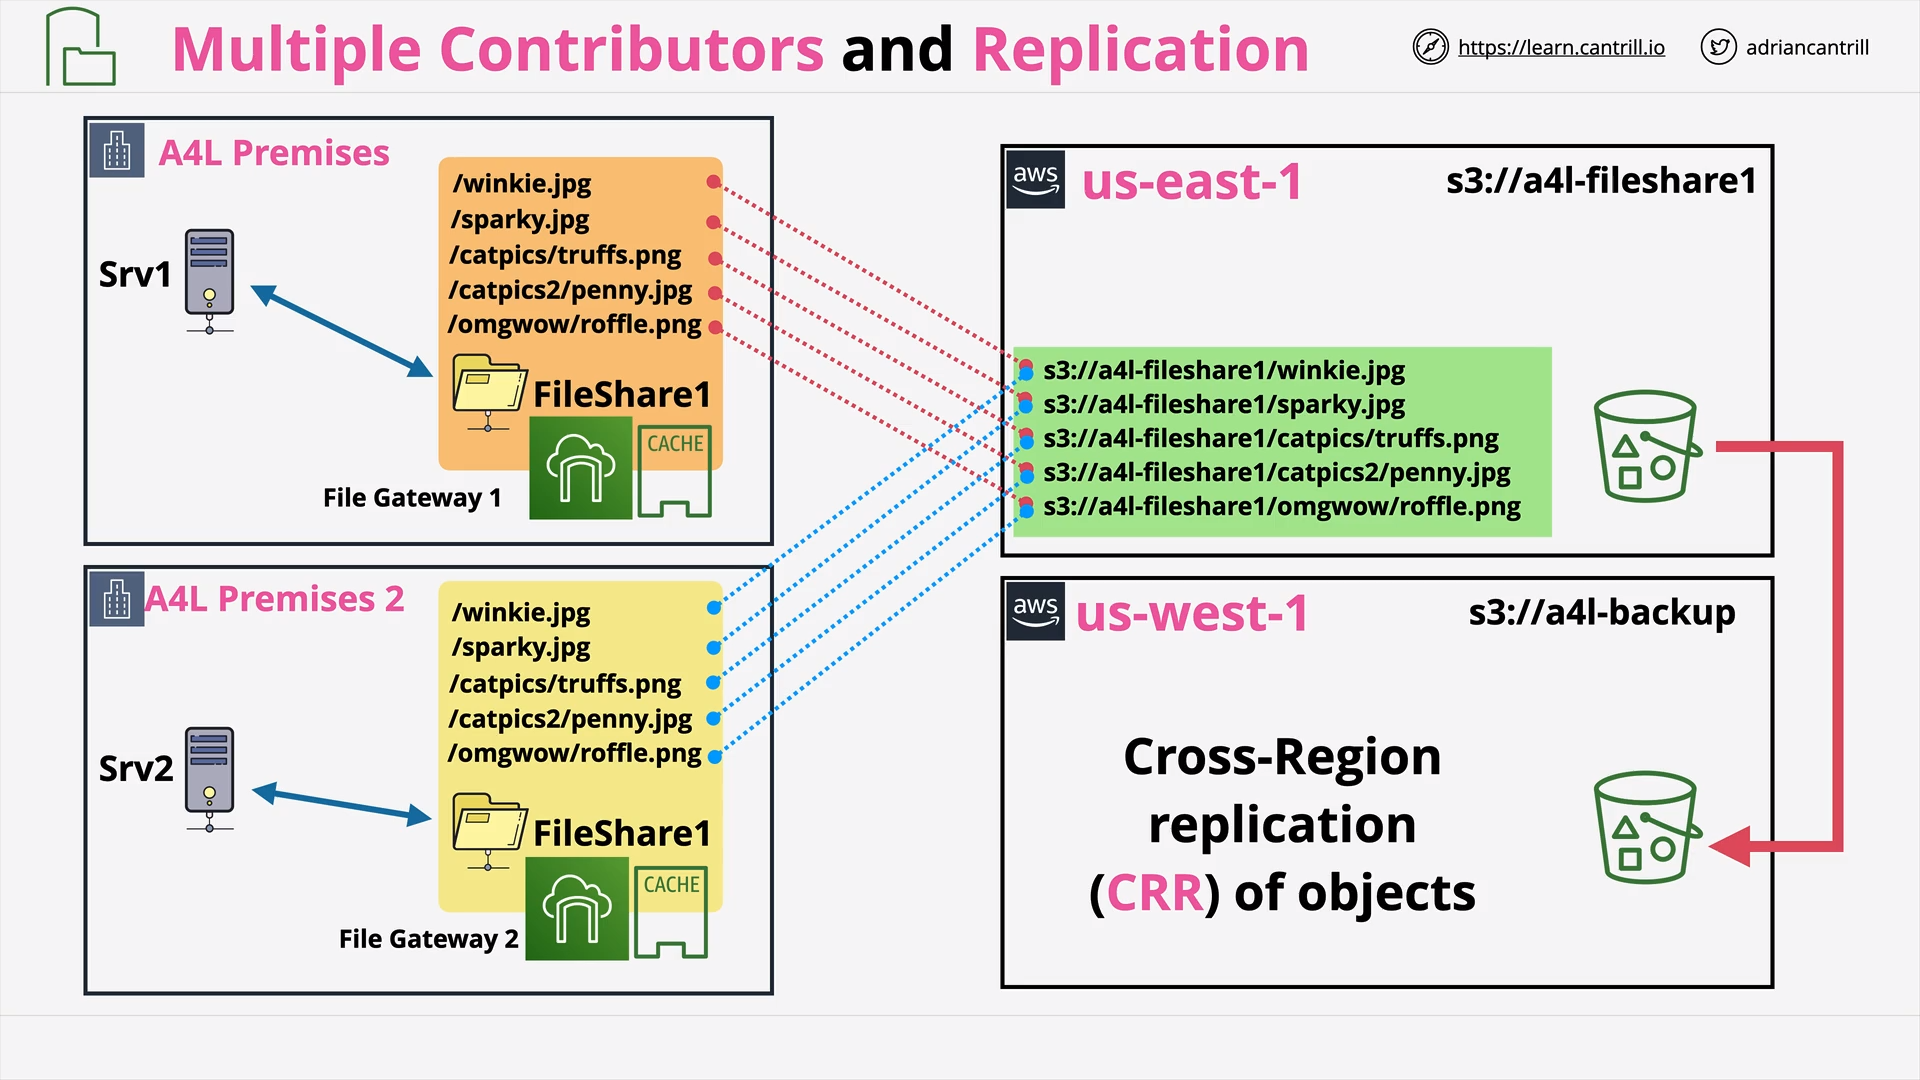 Multiple Contributors and Replication
https://learn.cantrill.io
adriancantrill
A4L Premises
/winkie.jpg
/sparky.jpg
/catpics/truffs.png
/catpics2/penny.jpg
/omgwow/roffle.png
Srv1
FileShare1
CACHE
File Gateway 1
A4L Premises 2
/winkie.jpg
/sparky.jpg
/catpics/truffs.png
/catpics2/penny.jpg
/omgwow/roffle.png
Srv2
FileShare1
CACHE
File Gateway 2
aws
us-east-1
s3://a4l-fileshare1
s3://a4l-fileshare1/winkie.jpg
s3://a4l-fileshare1/sparky.jpg
s3://a4l-fileshare1/catpics/truffs.png
s3://a4l-fileshare1/catpics2/penny.jpg
s3://a4l-fileshare1/omgwow/roffle.png
aws
us-west-1
s3://a4l-backup
Cross-Region
replication
(CRR) of objects